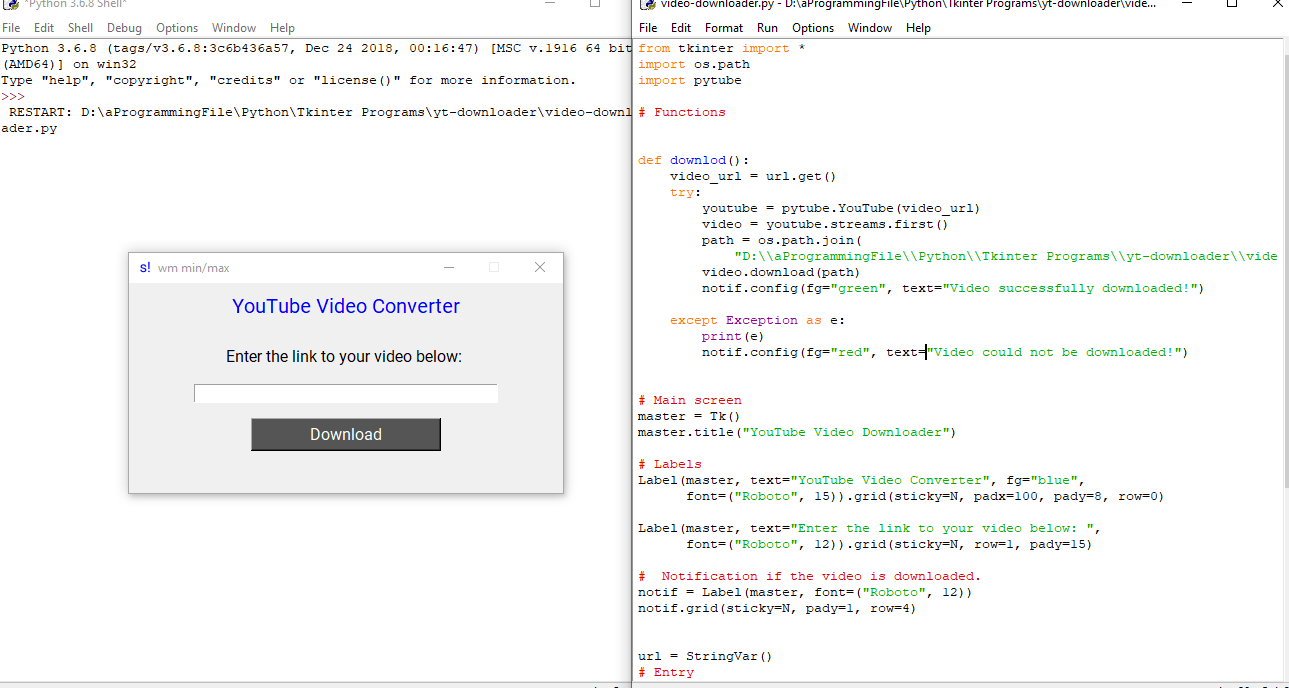 *Python 3.6.8 Shell*
File Edit Shell Debug Options Window Help
Python 3.6.8 (tags/v3.6.8:3c6b436a57, Dec 24 2018, 00:16:47) [MSC v.1916 64 bit
(AMD64)] on win32
Type "help", "copyright", "credits" or "license()" for more information.
>>>
RESTART: D:\aProgrammingFile\Python\Tkinter Programs\yt-downloader\video-downl
ader.py
s! wm min/max
YouTube Video Converter
Enter the link to your video below:
Download
video-downloader.py - D:\aProgrammingFile\Python\Tkinter Programs\yt-downloader\vide...
File Edit Format Run Options Window Help
from tkinter import *
import os.path
import pytube
# Functions
def downlod():
    video_url = url.get()
    try:
        youtube = pytube.YouTube(video_url)
        video = youtube.streams.first()
        path = os.path.join(
            "D:\\aProgrammingFile\\Python\\Tkinter Programs\\yt-downloader\\vide
        video.download(path)
        notif.config(fg="green", text="Video successfully downloaded!")
    except Exception as e:
        print(e)
        notif.config(fg="red", text="Video could not be downloaded!")
# Main screen
master = Tk()
master.title("YouTube Video Downloader")
# Labels
Label(master, text="YouTube Video Converter", fg="blue",
      font=("Roboto", 15)).grid(sticky=N, padx=100, pady=8, row=0)
Label(master, text="Enter the link to your video below: ",
      font=("Roboto", 12)).grid(sticky=N, row=1, pady=15)
#  Notification if the video is downloaded.
notif = Label(master, font=("Roboto", 12))
notif.grid(sticky=N, pady=1, row=4)
url = StringVar()
# Entry